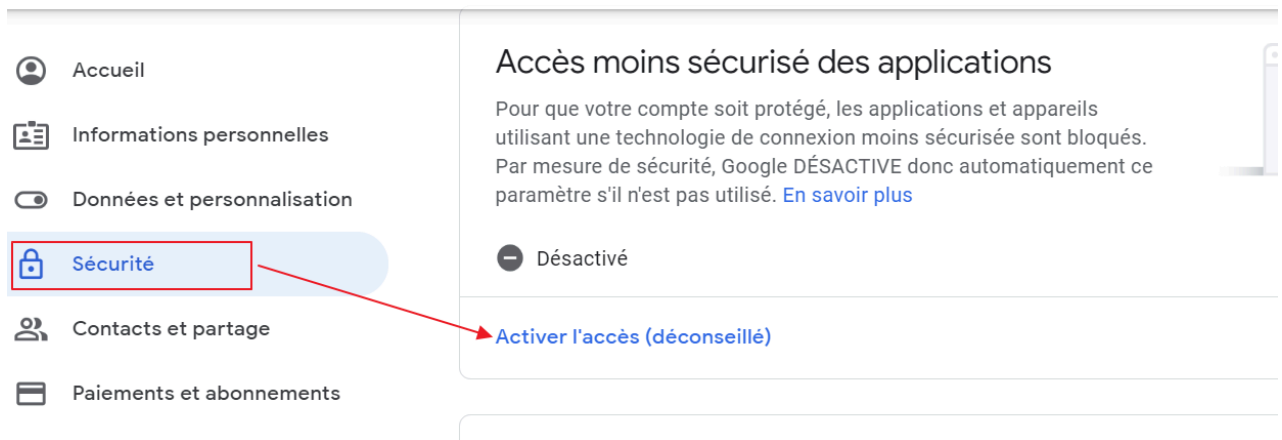 Accueil
Informations personnelles
Données et personnalisation
Sécurité
Contacts et partage
Paiements et abonnements
Accès moins sécurisé des applications
Pour que votre compte soit protégé, les applications et appareils
utilisant une technologie de connexion moins sécurisée sont bloqués.
Par mesure de sécurité, Google DÉSACTIVE donc automatiquement ce
paramètre s'il n'est pas utilisé. En savoir plus
Désactivé
Activer l'accès (déconseillé)